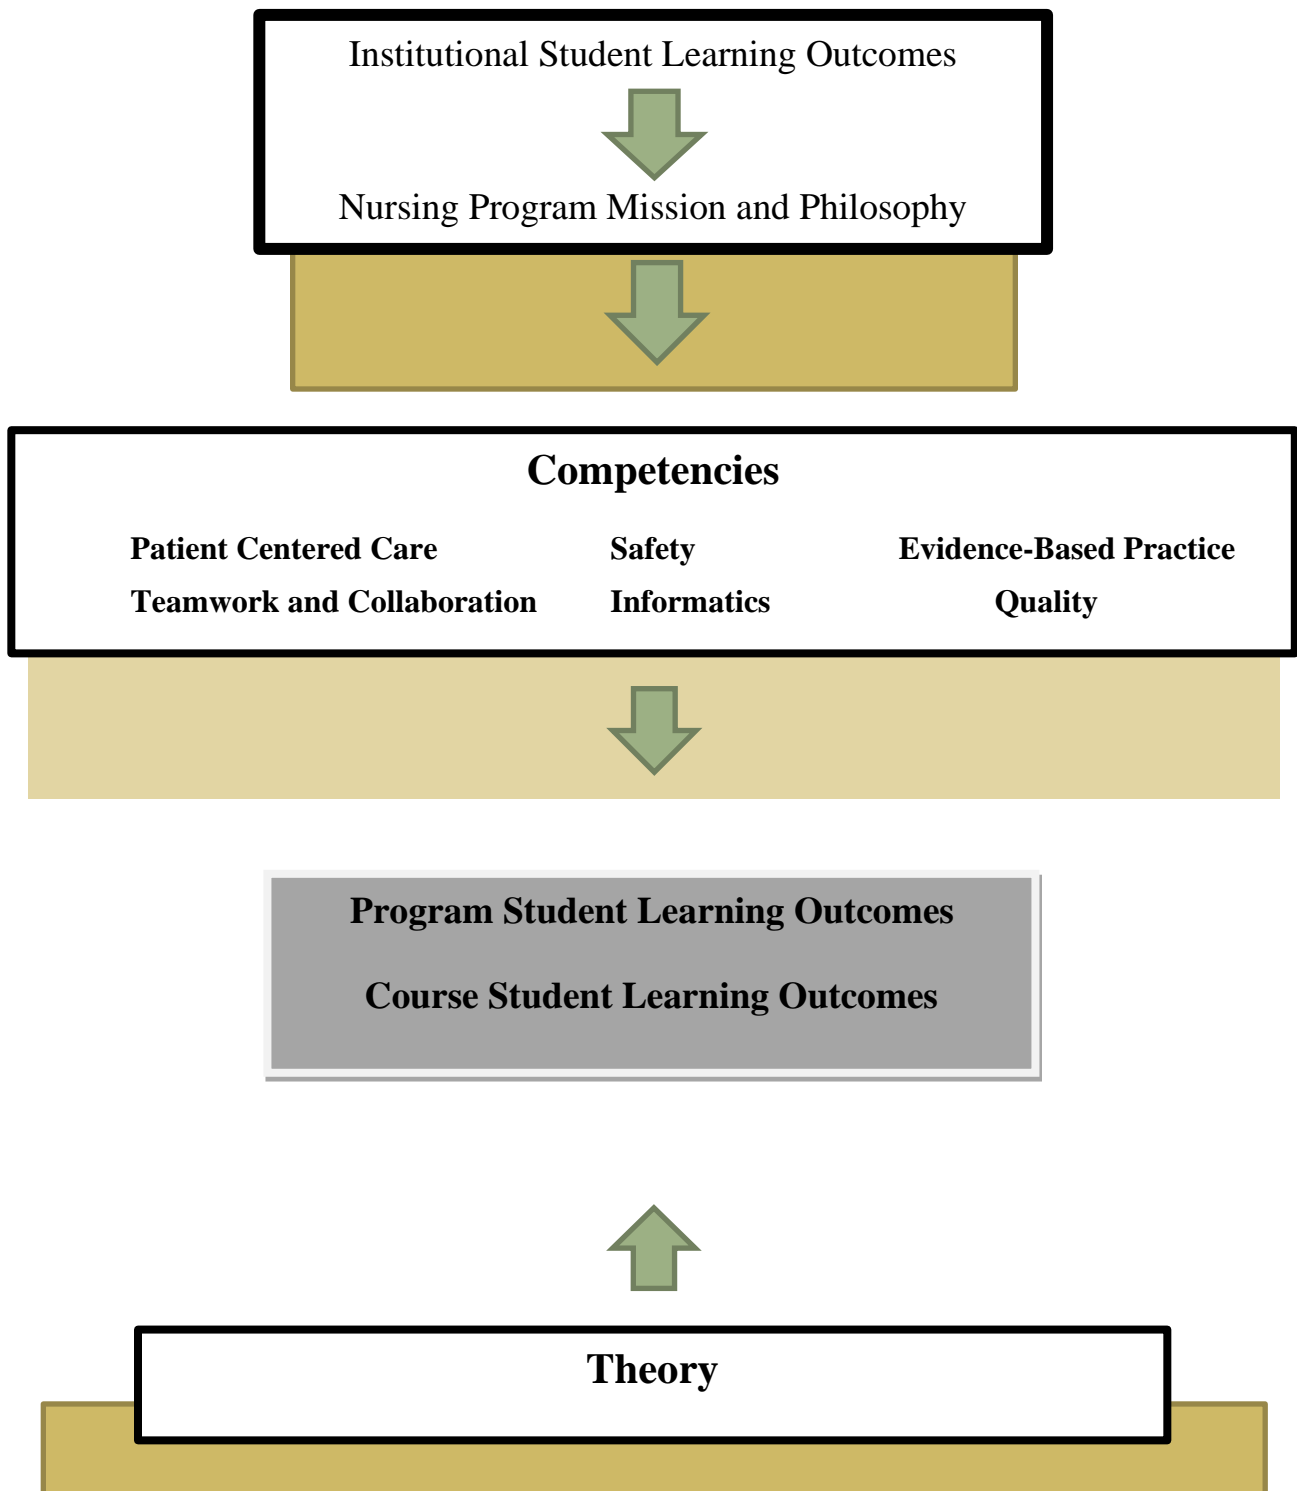 Institutional Student Learning Outcomes
Nursing Program Mission and Philosophy
Competencies
Patient Centered Care Safety Evidence-Based Practice
Teamwork and Collaboration Informatics Quality
Program Student Learning Outcomes
Course Student Learning Outcomes
Theory